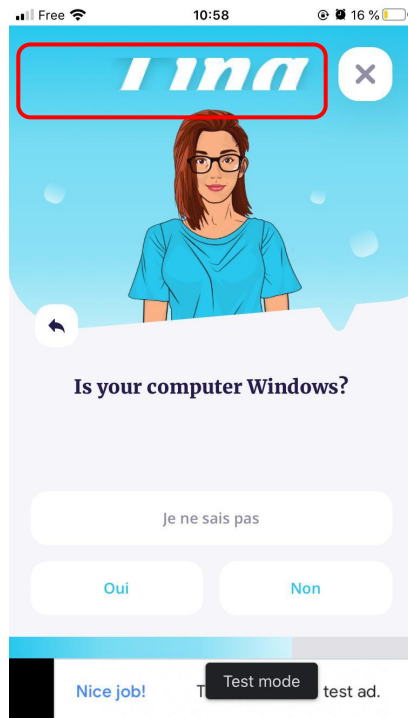 Free 10:58 16 %
Tina
Is your computer Windows?
Je ne sais pas
Oui Non
Nice job! T Test mode test ad.